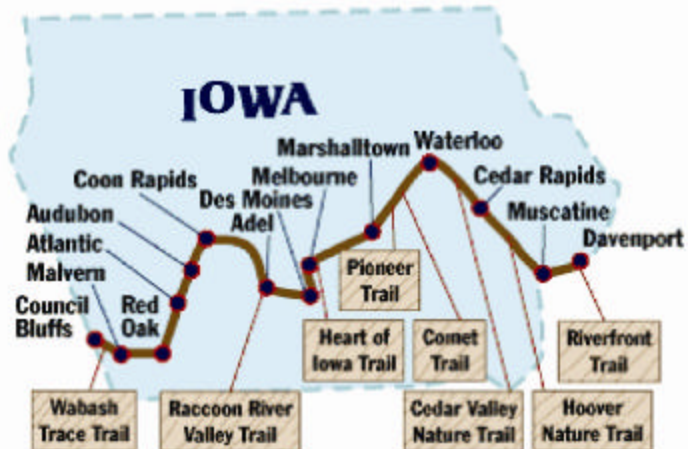 IOWA
Marshalltown
Waterloo
Melbourne
Coon Rapids
Cedar Rapids
Des Moines
Audubon
Adel
Muscatine
Atlantic
Davenport
Malvern
Pioneer
Trail
Council
Bluffs
Red
Oak
Heart of
Iowa Trail
Comet
Trail
Riverfront
Trail
Wabash
Trace Trail
Raccoon River
Valley Trail
Cedar Valley
Nature Trail
Hoover
Nature Trail